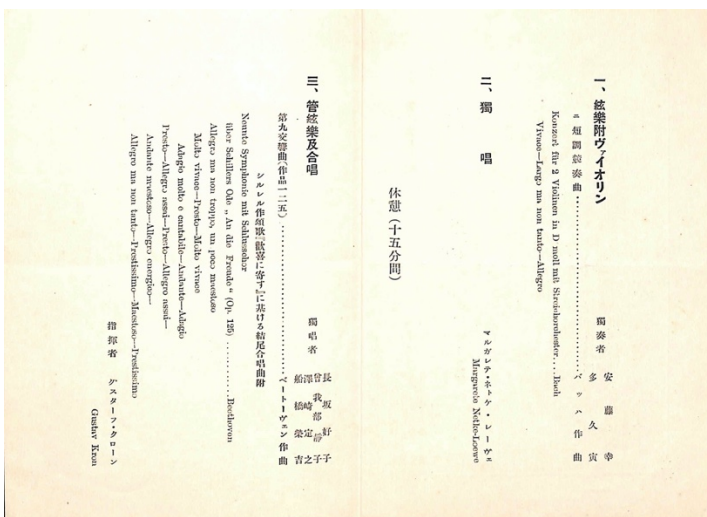 一、絃樂附ヴァイオリン
獨奏者 安藤幸
多久寅
ニ短調競奏曲‥‥‥‥‥‥‥‥バッハ作曲
Konzert für 2 Violinen in D moll mit Streichorchester....Bach
Vivace—Largo ma non tanto—Allegro
二、獨唱
マルガレテ・ネトケ・レーヴェ
Margarete Netke-Loewe
休憩(十五分間)
三、管絃樂及合唱
獨唱者 長坂好子
曾我部靜子
澤崎定之
船橋榮吉
第九交響曲(作品一二五)‥‥‥‥‥‥‥‥ベートーヴェン作曲
シルレル作頌歌『歡喜に寄す』に基ける結尾合唱曲附
Neunte Symphonie mit Schlusschor
über Schillers Ode „An die Freude“ (Op. 125) ..........Beethoven
Allegro ma non troppo, un poco maestoso
Molto vivace—Presto—Molto vivace
Adagio molto e cantabile—Andante—Adagio
Presto—Allegro assai—Presto—Allegro assai—
Andante maestoso—Allegro energico—
Allegro ma non tanto—Prestissimo—Maestoso—Prestissimo
指揮者 グスターフ・クローン
Gustav Kron